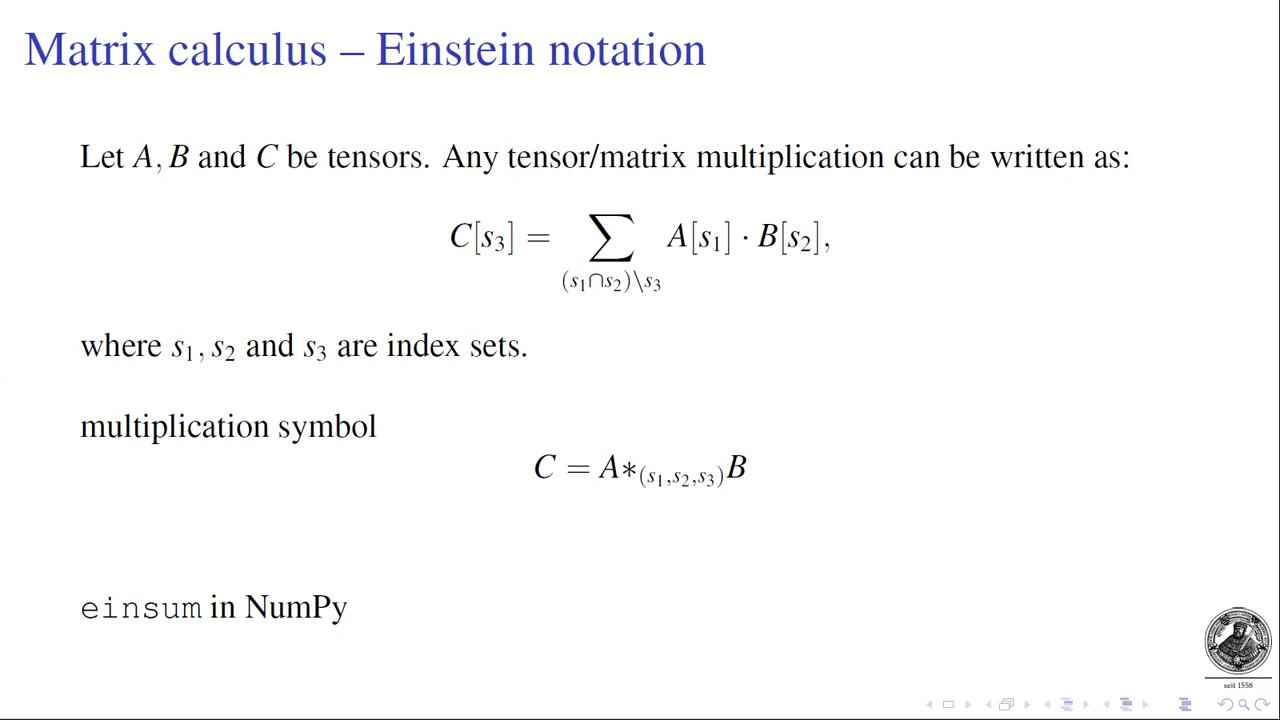 Matrix calculus – Einstein notation
Let A, B and C be tensors. Any tensor/matrix multiplication can be written as:
C[s₃] = ∑_{(s₁∩s₂)\s₃} A[s₁] · B[s₂],
where s₁, s₂ and s₃ are index sets.
multiplication symbol
C = A∗_{(s₁,s₂,s₃)}B
einsum in NumPy
seit 1558